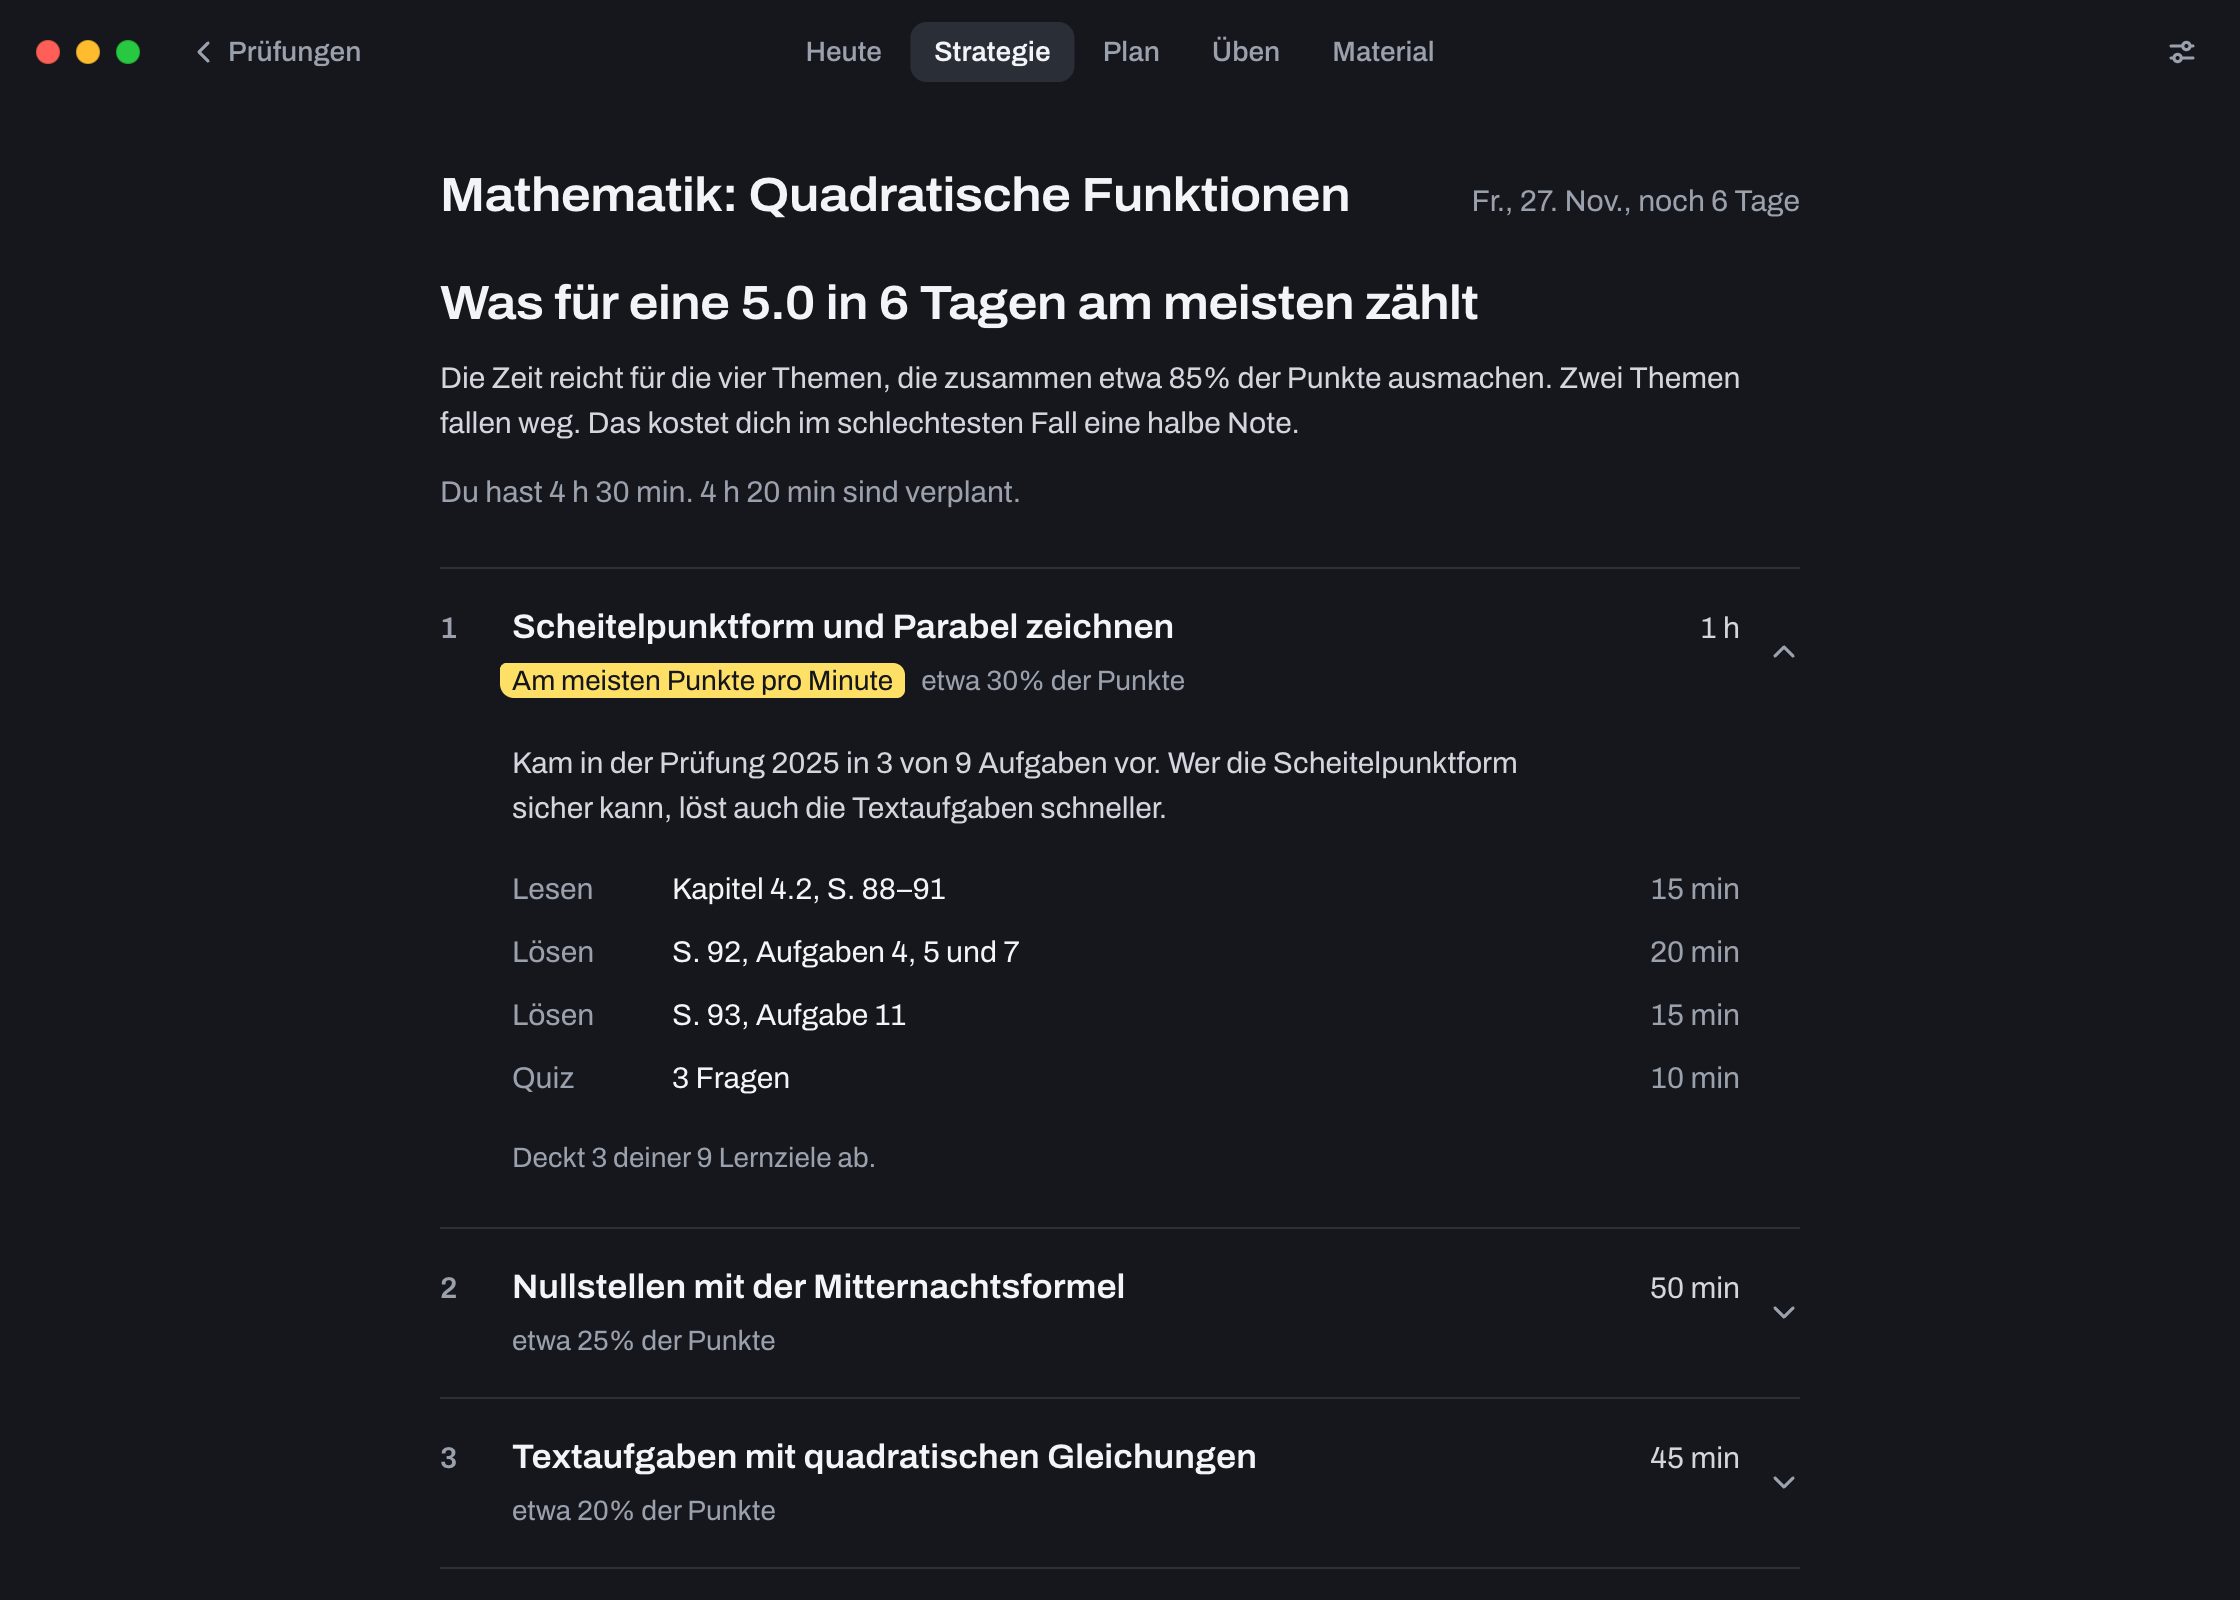 Prüfungen
Heute
Strategie
Plan
Üben
Material
Mathematik: Quadratische Funktionen
Fr., 27. Nov., noch 6 Tage
Was für eine 5.0 in 6 Tagen am meisten zählt
Die Zeit reicht für die vier Themen, die zusammen etwa 85% der Punkte ausmachen. Zwei Themen
fallen weg. Das kostet dich im schlechtesten Fall eine halbe Note.
Du hast 4 h 30 min. 4 h 20 min sind verplant.
1 Scheitelpunktform und Parabel zeichnen 1 h
Am meisten Punkte pro Minute etwa 30% der Punkte
Kam in der Prüfung 2025 in 3 von 9 Aufgaben vor. Wer die Scheitelpunktform
sicher kann, löst auch die Textaufgaben schneller.
Lesen Kapitel 4.2, S. 88–91 15 min
Lösen S. 92, Aufgaben 4, 5 und 7 20 min
Lösen S. 93, Aufgabe 11 15 min
Quiz 3 Fragen 10 min
Deckt 3 deiner 9 Lernziele ab.
2 Nullstellen mit der Mitternachtsformel 50 min
etwa 25% der Punkte
3 Textaufgaben mit quadratischen Gleichungen 45 min
etwa 20% der Punkte